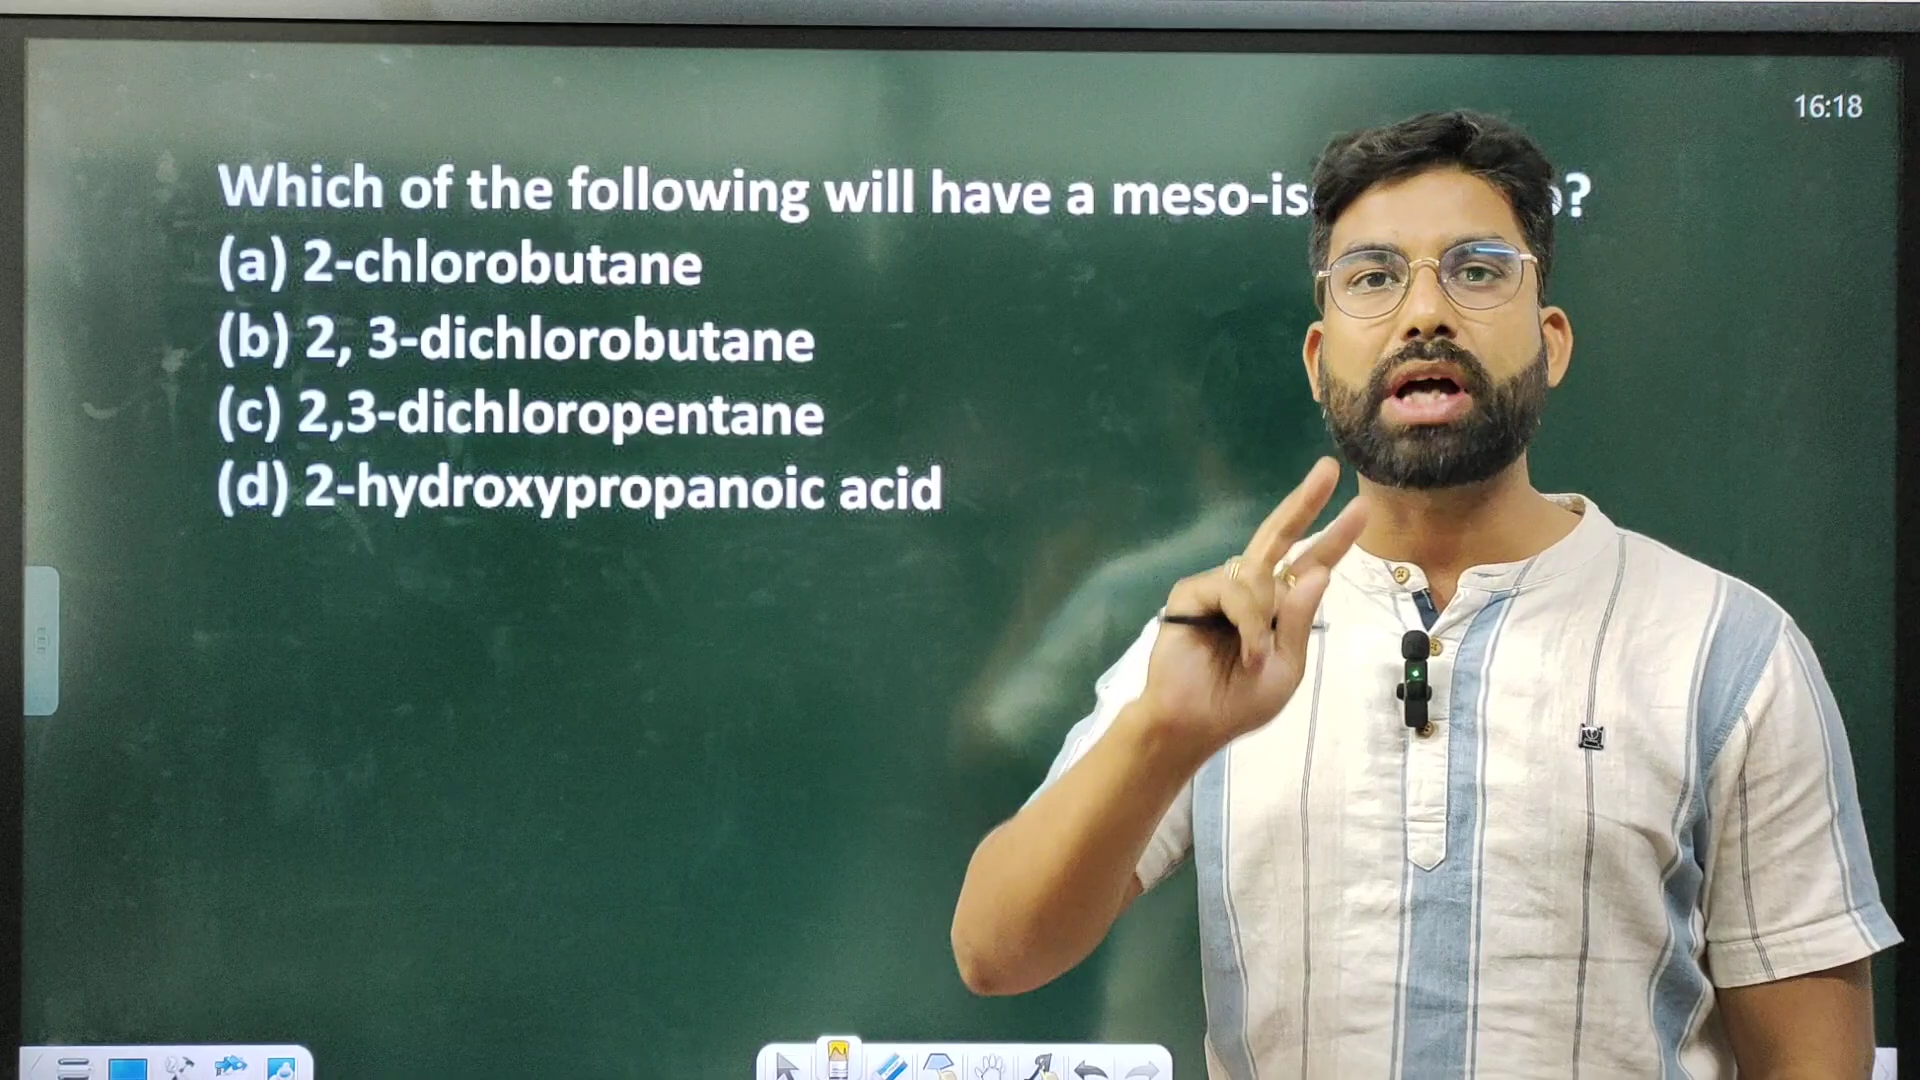 16:18
Which of the following will have a meso-is ?
(a) 2-chlorobutane
(b) 2, 3-dichlorobutane
(c) 2,3-dichloropentane
(d) 2-hydroxypropanoic acid